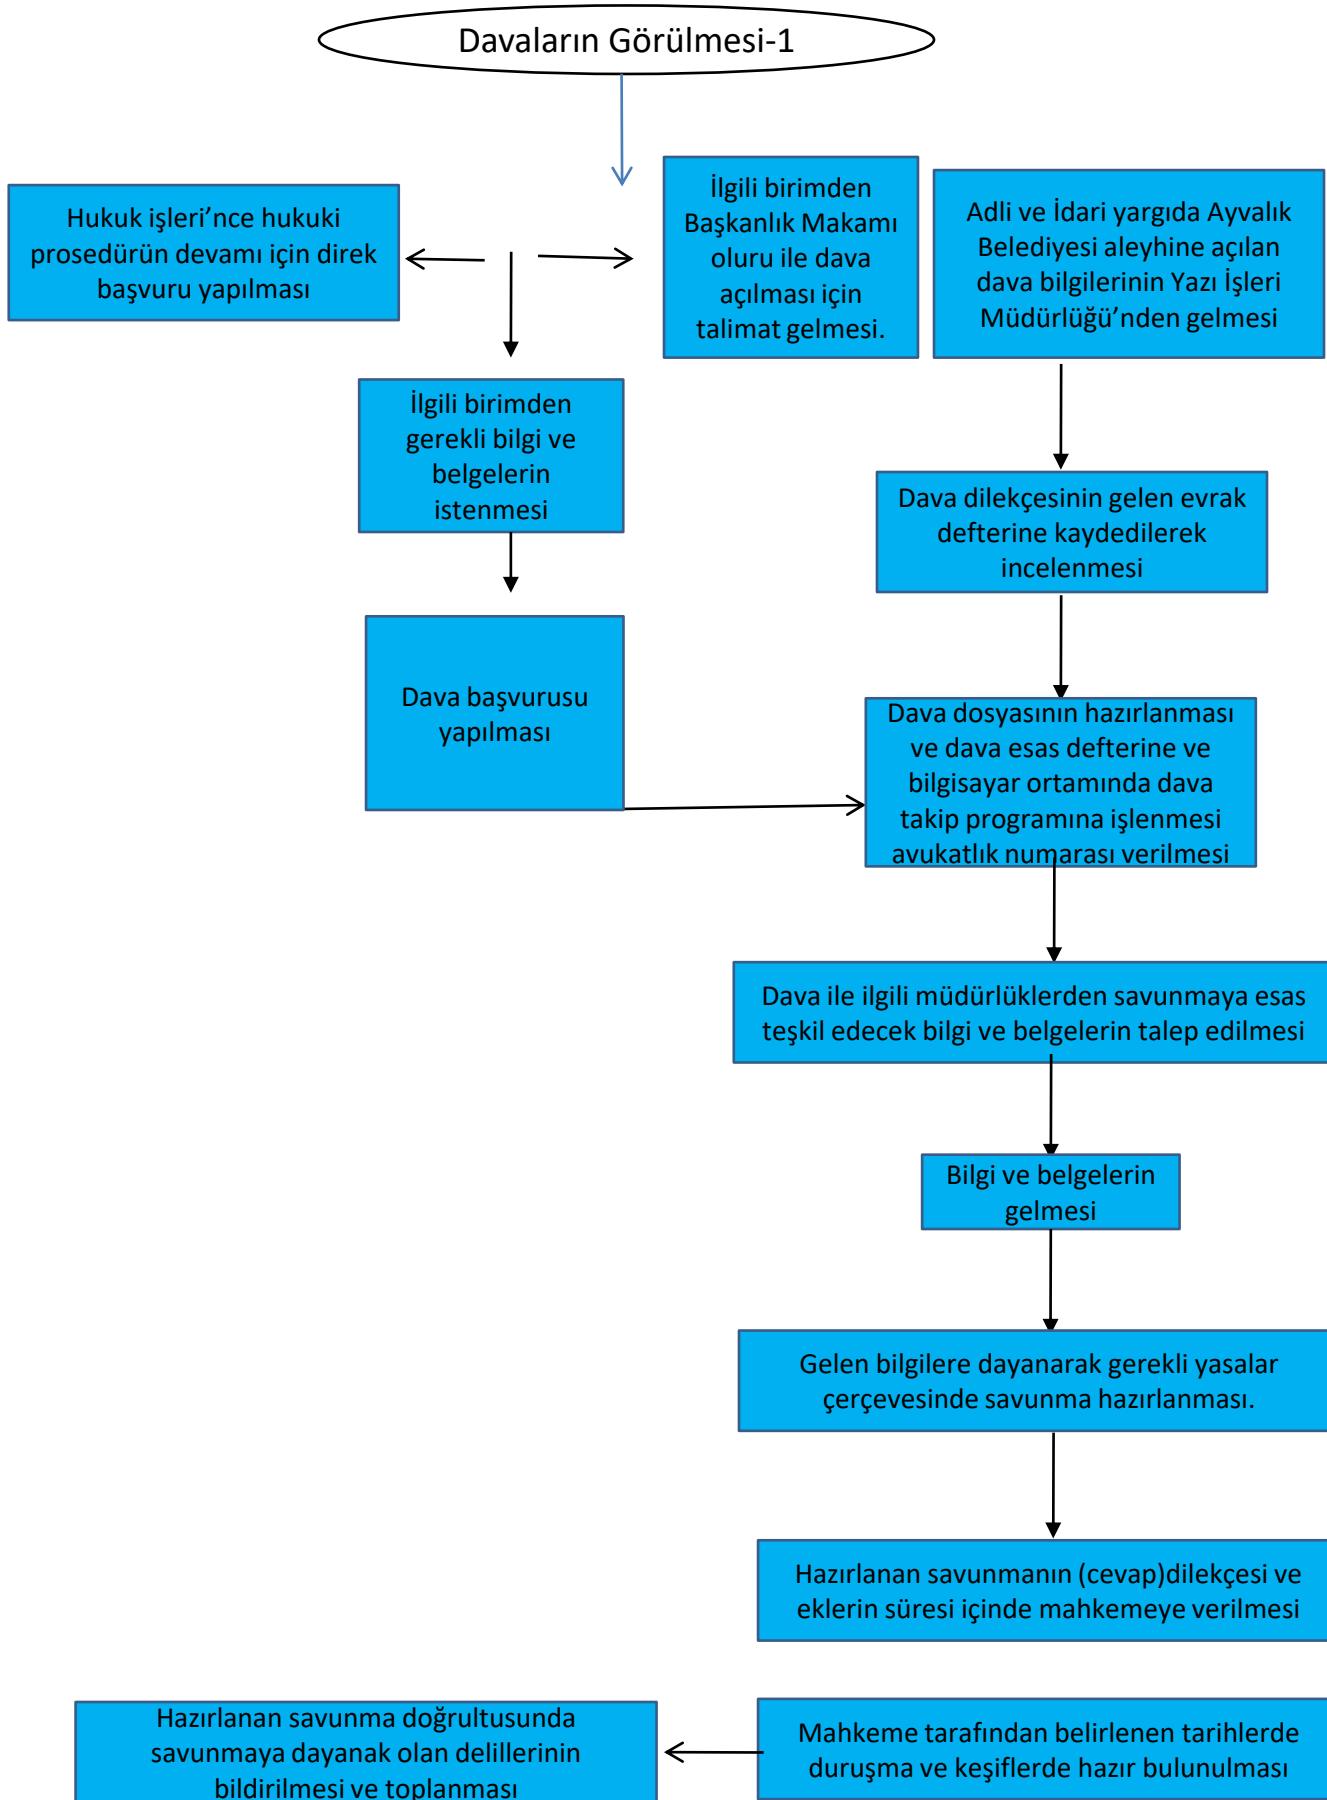 Davaların Görülmesi-1
Hukuk işleri’nce hukuki
prosedürün devamı için direk
başvuru yapılması
İlgili birimden
Başkanlık Makamı
oluru ile dava
açılması için
talimat gelmesi.
Adli ve İdari yargıda Ayvalık
Belediyesi aleyhine açılan
dava bilgilerinin Yazı İşleri
Müdürlüğü’nden gelmesi
İlgili birimden
gerekli bilgi ve
belgelerin
istenmesi
Dava dilekçesinin gelen evrak
defterine kaydedilerek
incelenmesi
Dava başvurusu
yapılması
Dava dosyasının hazırlanması
ve dava esas defterine ve
bilgisayar ortamında dava
takip programına işlenmesi
avukatlık numarası verilmesi
Dava ile ilgili müdürlüklerden savunmaya esas
teşkil edecek bilgi ve belgelerin talep edilmesi
Bilgi ve belgelerin
gelmesi
Gelen bilgilere dayanarak gerekli yasalar
çerçevesinde savunma hazırlanması.
Hazırlanan savunmanın (cevap)dilekçesi ve
eklerin süresi içinde mahkemeye verilmesi
Hazırlanan savunma doğrultusunda
savunmaya dayanak olan delillerinin
bildirilmesi ve toplanması
Mahkeme tarafından belirlenen tarihlerde
duruşma ve keşiflerde hazır bulunulması